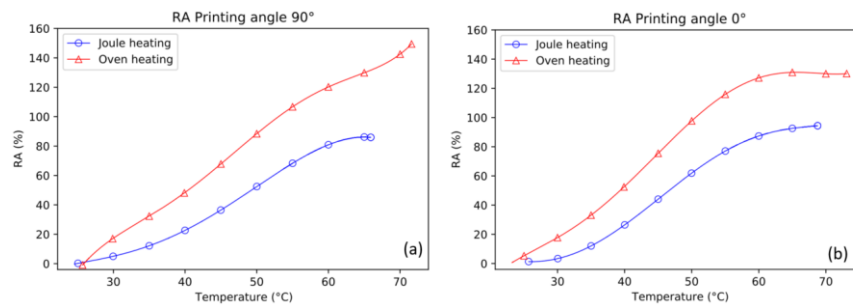 RA Printing angle 90°
Joule heating
Oven heating
RA (%)
160
140
120
100
80
60
40
20
0
30
40
50
60
70
Temperature (°C)
(a)
RA Printing angle 0°
Joule heating
Oven heating
RA (%)
160
140
120
100
80
60
40
20
0
30
40
50
60
70
Temperature (°C)
(b)